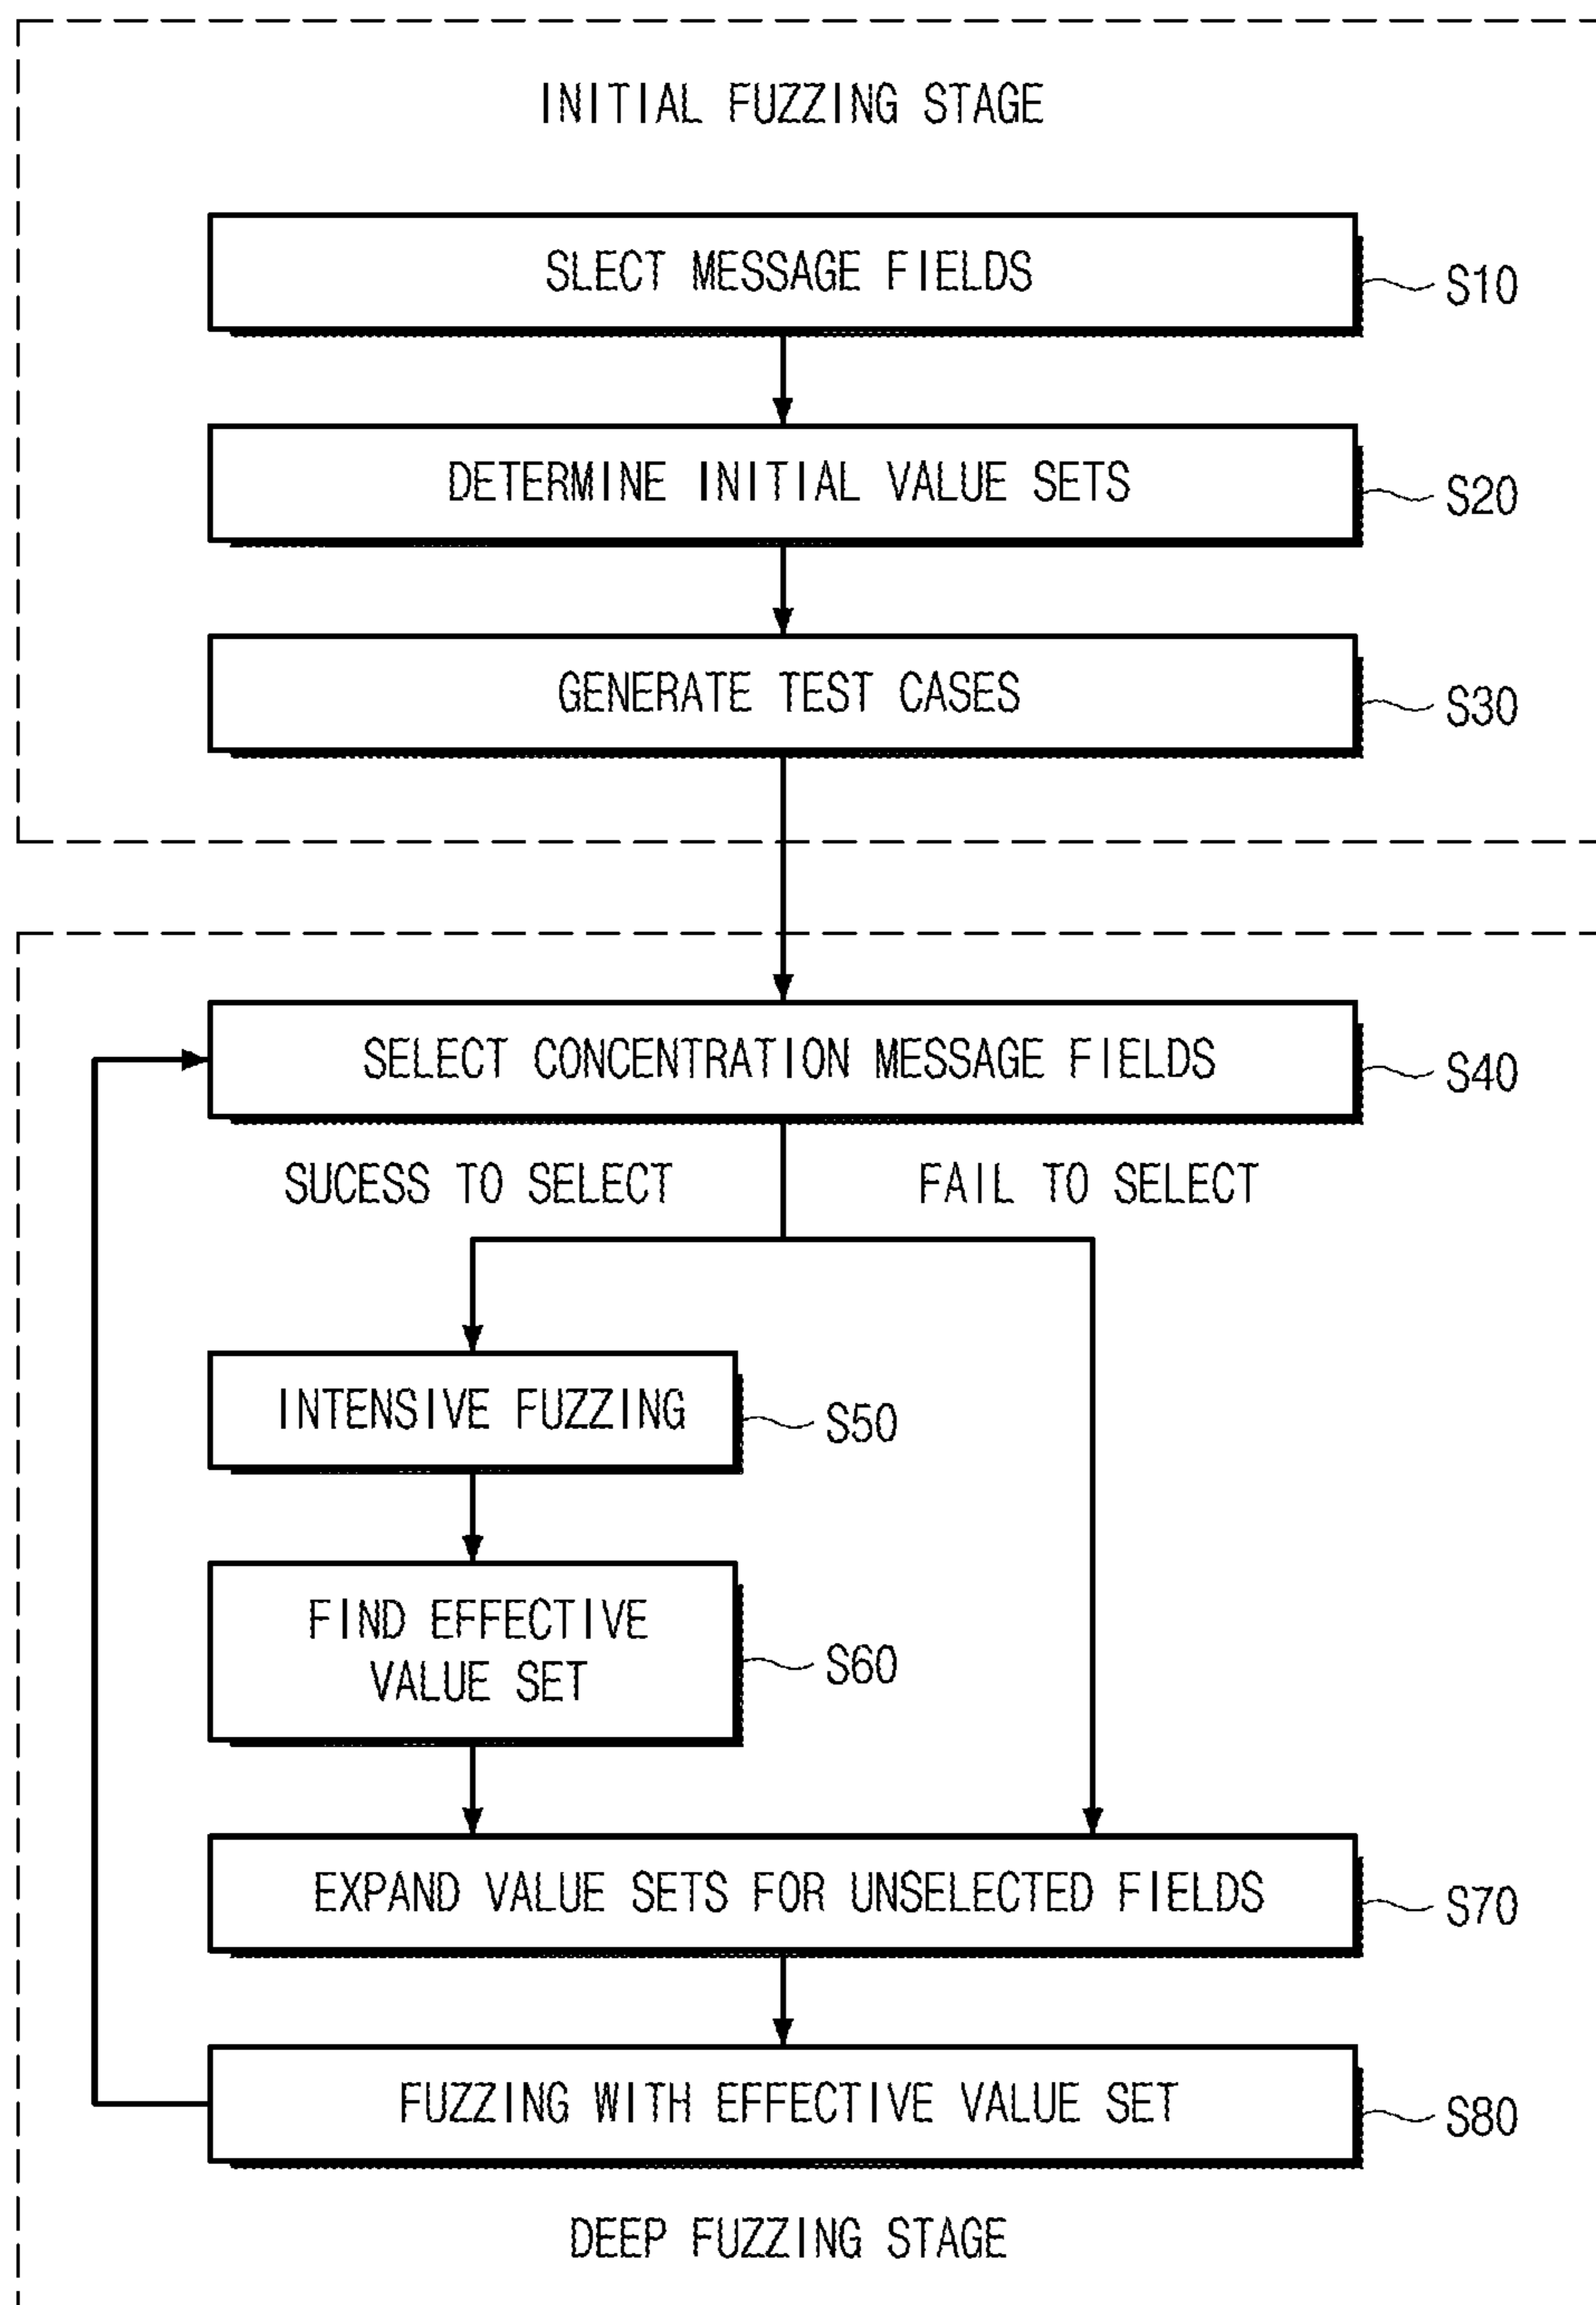 INITIAL FUZZING STAGE
SLECT MESSAGE FIELDS
S10
DETERMINE INITIAL VALUE SETS
S20
GENERATE TEST CASES
S30
SELECT CONCENTRATION MESSAGE FIELDS
S40
SUCESS TO SELECT
FAIL TO SELECT
INTENSIVE FUZZING
S50
FIND EFFECTIVE
VALUE SET
S60
EXPAND VALUE SETS FOR UNSELECTED FIELDS
S70
FUZZING WITH EFFECTIVE VALUE SET
S80
DEEP FUZZING STAGE